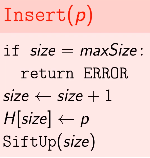 Insert(p)
if size = maxSize:
return ERROR
size ← size + 1
H[size] ← p
SiftUp(size)